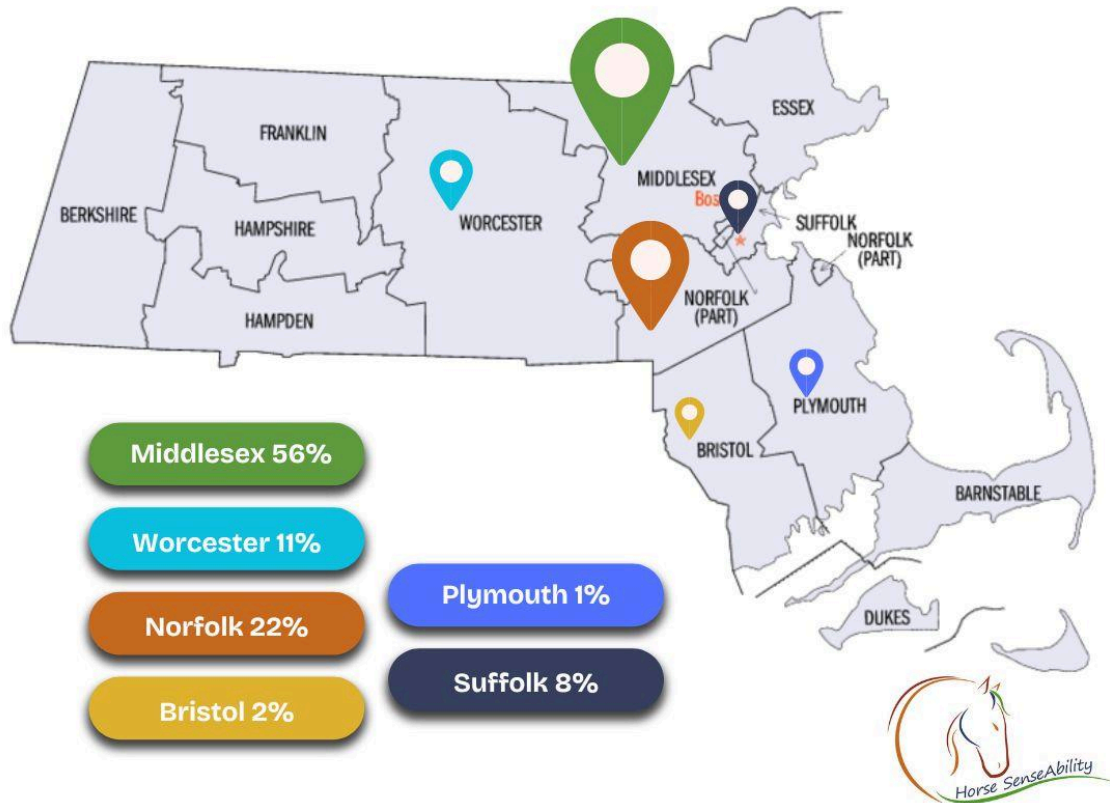 ESSEX
FRANKLIN
MIDDLESEX
Bos
BERKSHIRE
HAMPSHIRE
WORCESTER
SUFFOLK
NORFOLK
(PART)
HAMPDEN
NORFOLK
(PART)
PLYMOUTH
BRISTOL
BARNSTABLE
DUKES
Middlesex 56%
Worcester 11%
Norfolk 22%
Bristol 2%
Plymouth 1%
Suffolk 8%
Horse SenseAbility